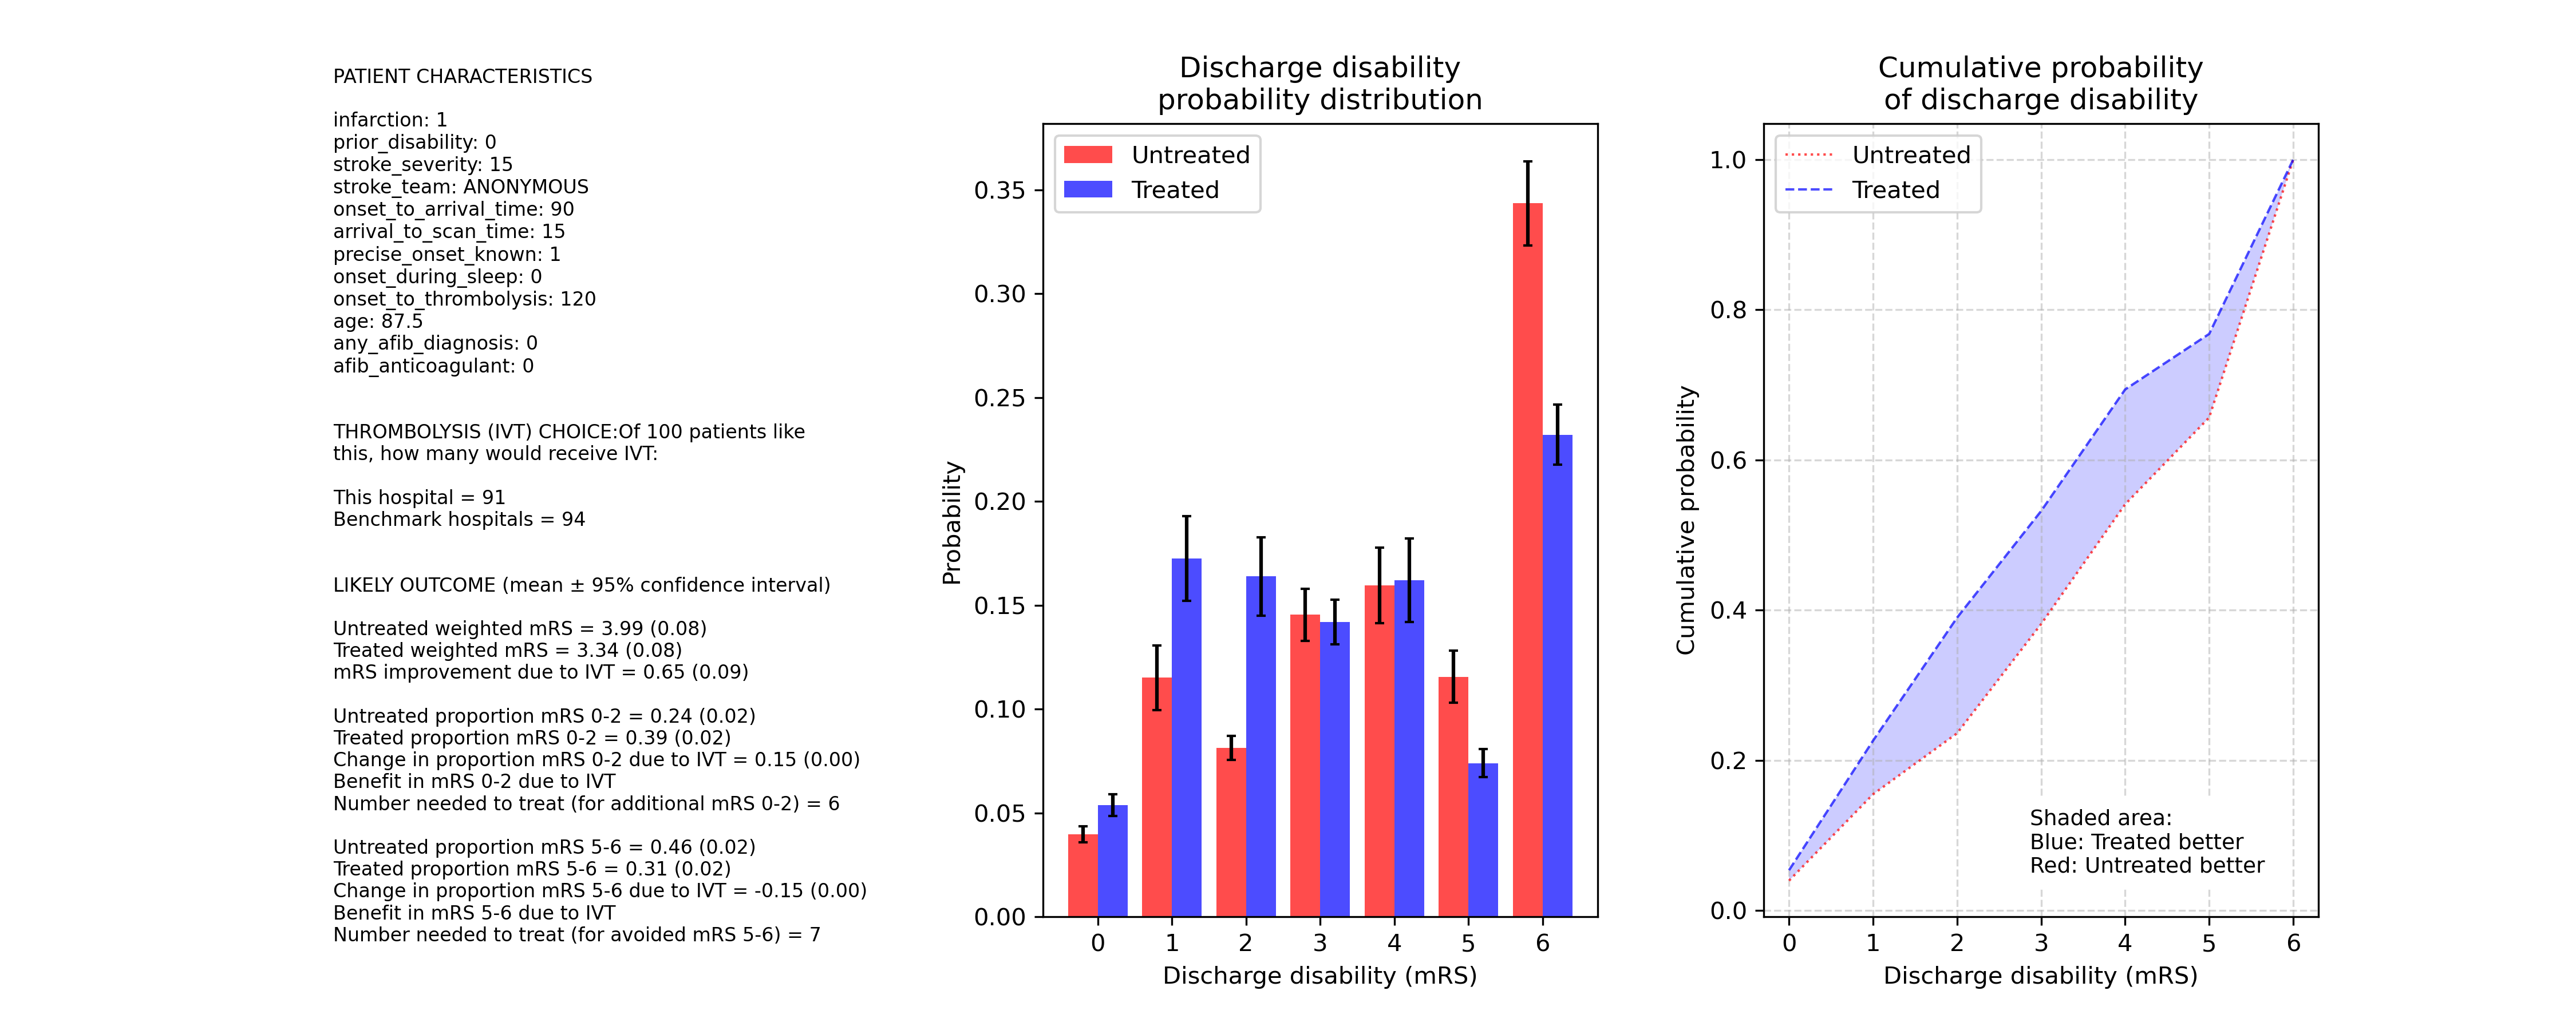 PATIENT CHARACTERISTICS
infarction: 1
prior_disability: 0
stroke_severity: 15
stroke_team: ANONYMOUS
onset_to_arrival_time: 90
arrival_to_scan_time: 15
precise_onset_known: 1
onset_during_sleep: 0
onset_to_thrombolysis: 120
age: 87.5
any_afib_diagnosis: 0
afib_anticoagulant: 0
THROMBOLYSIS (IVT) CHOICE:Of 100 patients like
this, how many would receive IVT:
This hospital = 91
Benchmark hospitals = 94
LIKELY OUTCOME (mean ± 95% confidence interval)
Untreated weighted mRS = 3.99 (0.08)
Treated weighted mRS = 3.34 (0.08)
mRS improvement due to IVT = 0.65 (0.09)
Untreated proportion mRS 0-2 = 0.24 (0.02)
Treated proportion mRS 0-2 = 0.39 (0.02)
Change in proportion mRS 0-2 due to IVT = 0.15 (0.00)
Benefit in mRS 0-2 due to IVT
Number needed to treat (for additional mRS 0-2) = 6
Untreated proportion mRS 5-6 = 0.46 (0.02)
Treated proportion mRS 5-6 = 0.31 (0.02)
Change in proportion mRS 5-6 due to IVT = -0.15 (0.00)
Benefit in mRS 5-6 due to IVT
Number needed to treat (for avoided mRS 5-6) = 7
Discharge disability
probability distribution
Untreated
Treated
Probability
0.35
0.30
0.25
0.20
0.15
0.10
0.05
0.00
0 1 2 3 4 5 6
Discharge disability (mRS)
Cumulative probability
of discharge disability
Untreated
Treated
Cumulative probability
1.0
0.8
0.6
0.4
0.2
0.0
Shaded area:
Blue: Treated better
Red: Untreated better
0 1 2 3 4 5 6
Discharge disability (mRS)